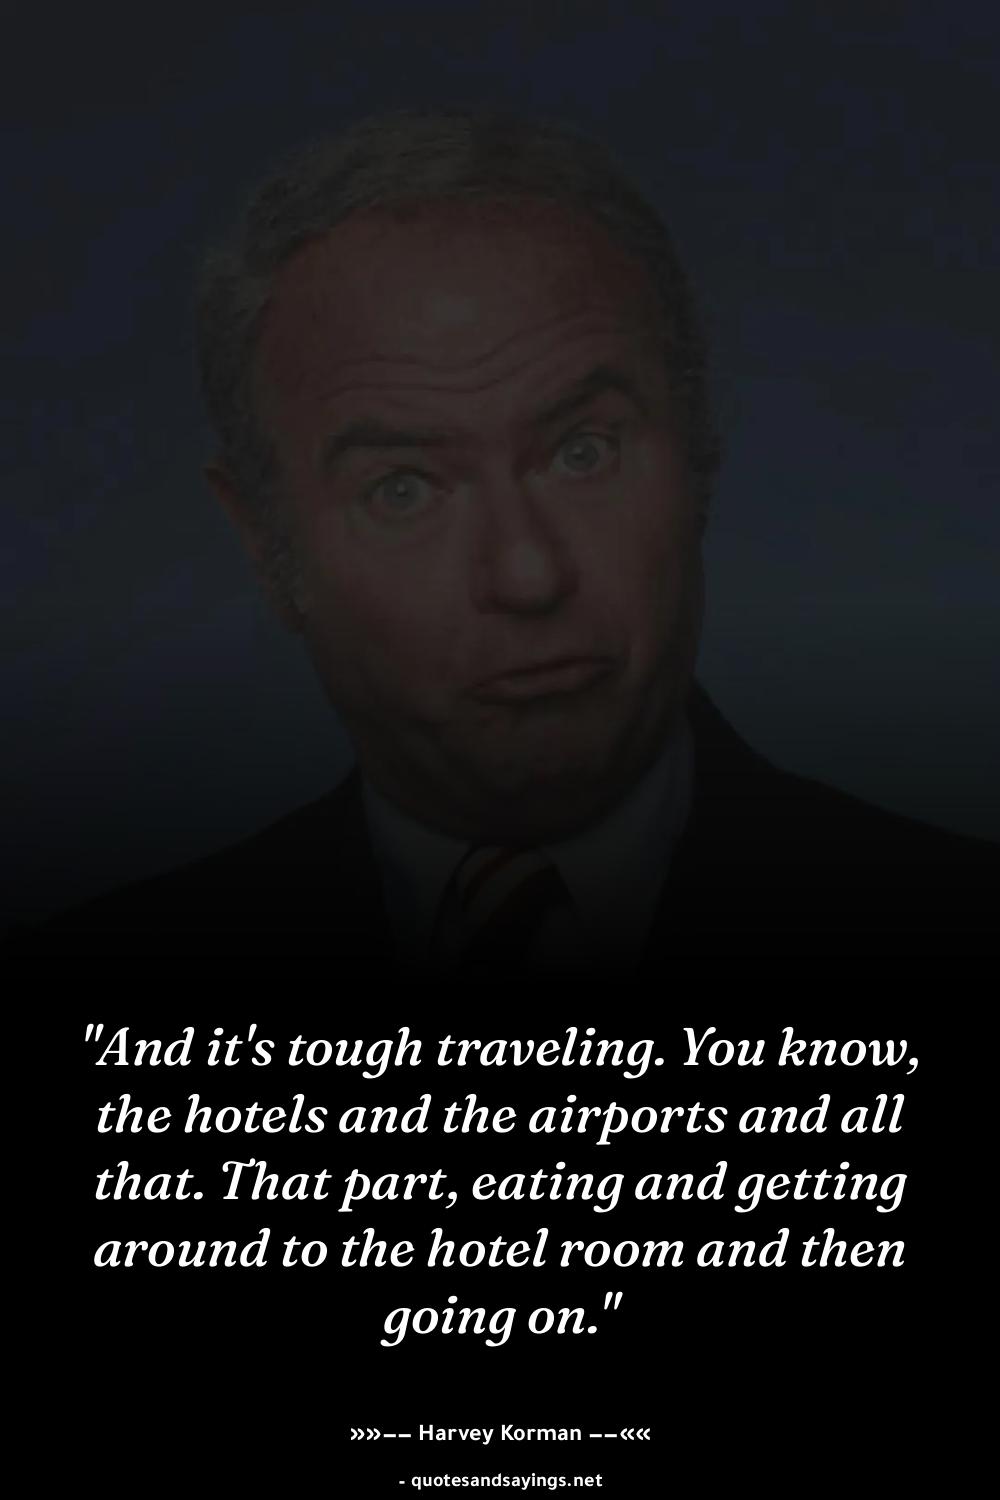 "And it's tough traveling. You know,
the hotels and the airports and all
that. That part, eating and getting
around to the hotel room and then
going on."
»»–– Harvey Korman ––««
- quotesandsayings.net